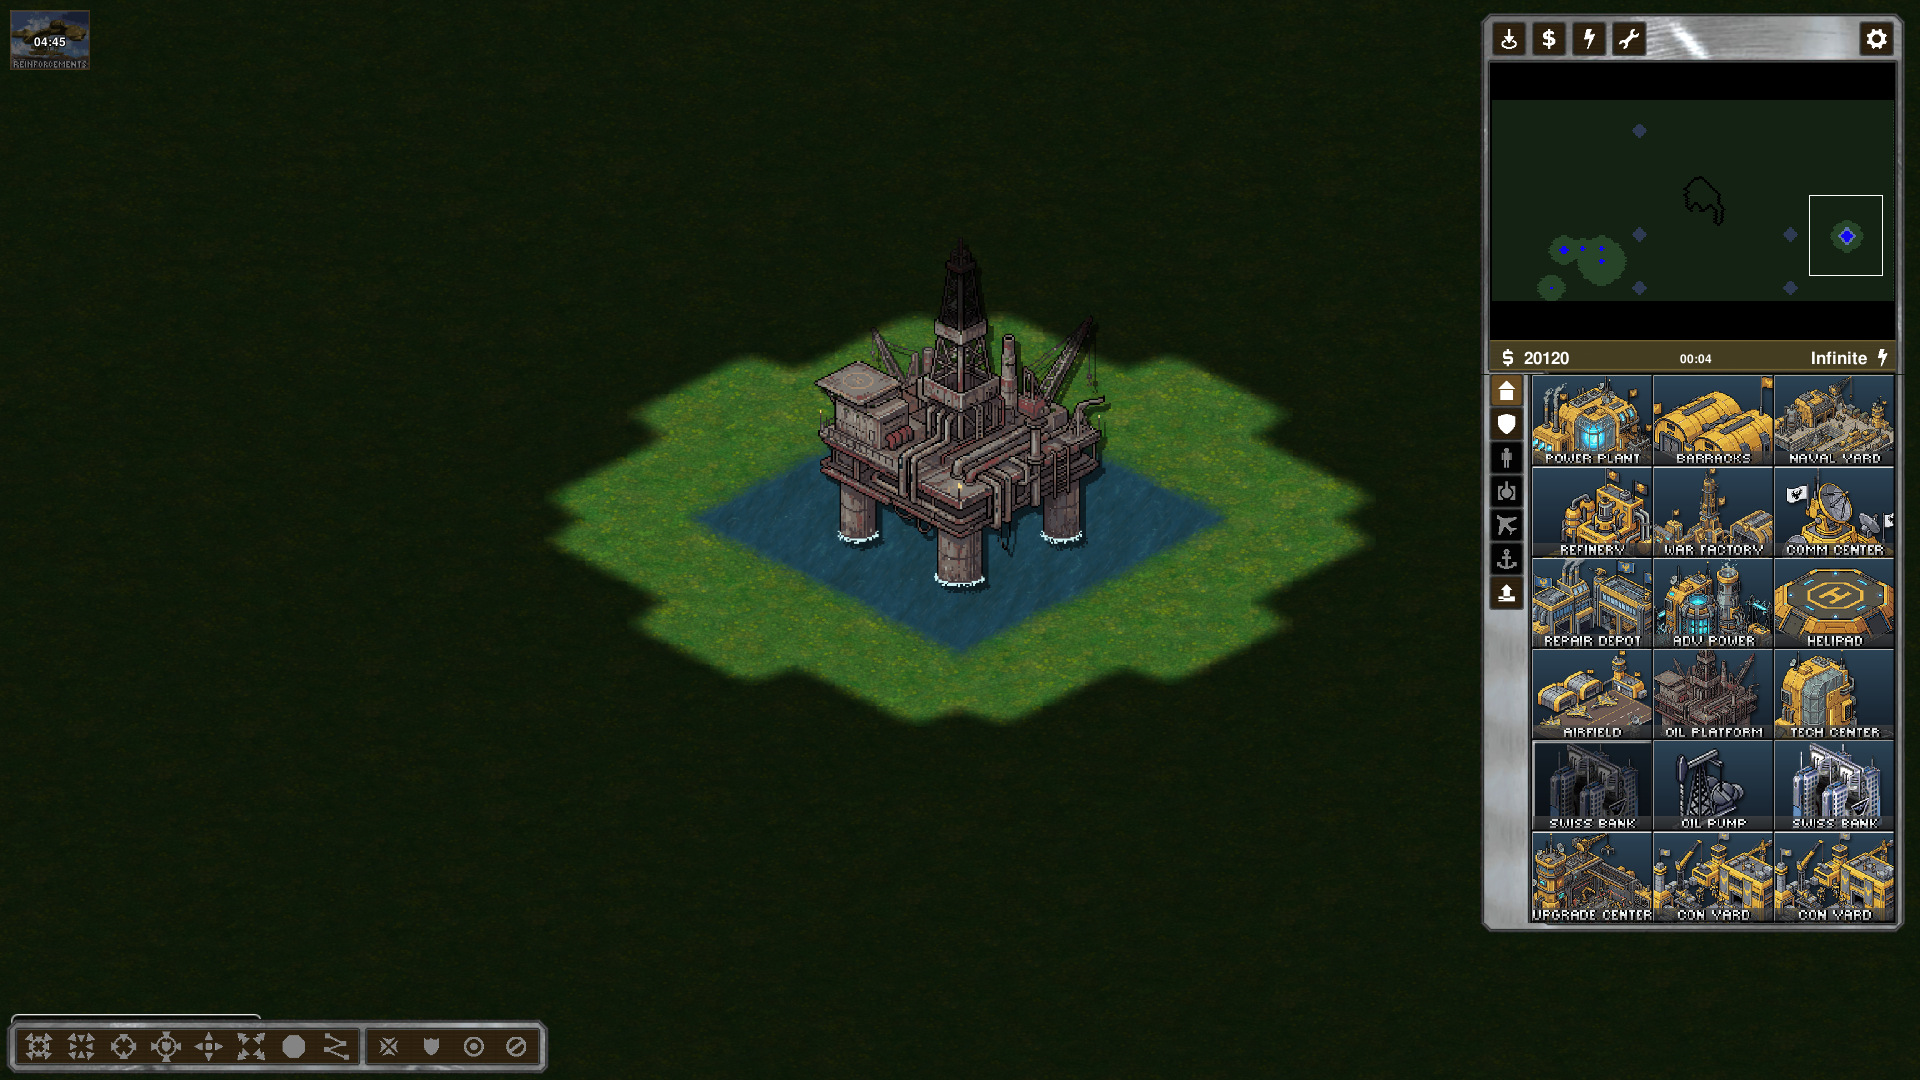 04:45
REINFORCEMENTS
$ 20120
00:04
Infinite
POWER PLANT
BARRACKS
NAVAL YARD
REFINERY
WAR FACTORY
COMM CENTER
REPAIR DEPOT
ADV POWER
HELIPAD
AIRFIELD
OIL PLATFORM
TECH CENTER
SWISS BANK
OIL PUMP
SWISS BANK
UPGRADE CENTER
CON YARD
CON YARD